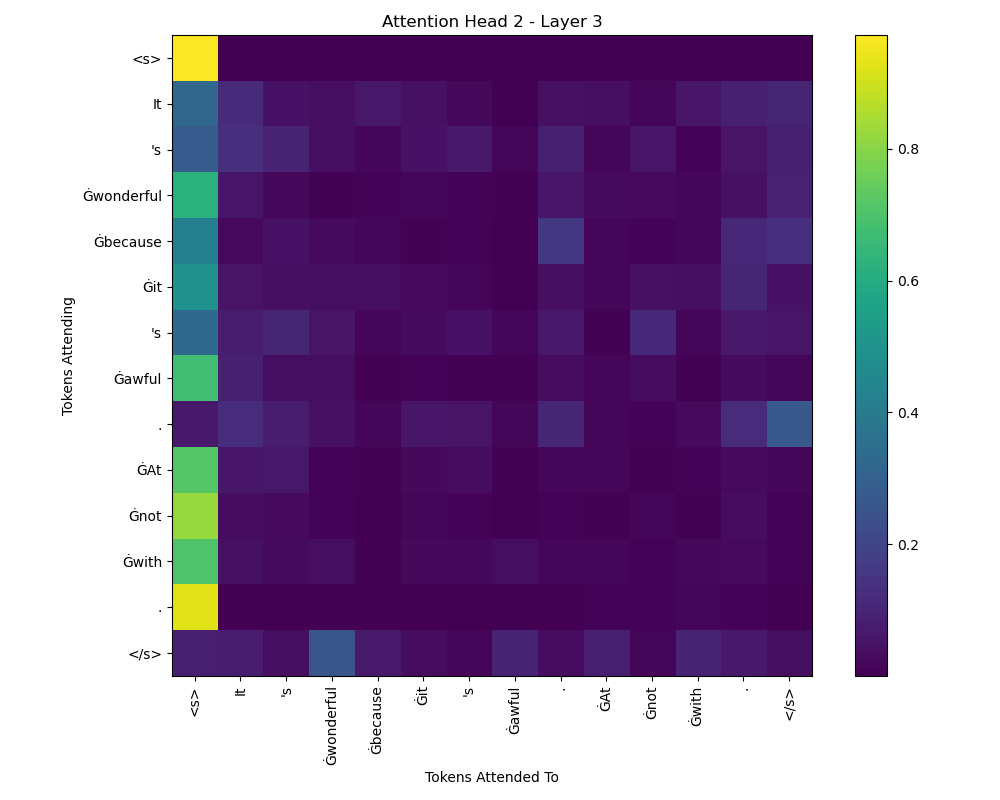 Attention Head 2 - Layer 3
Tokens Attending
<s>
It
's
Ġwonderful
Ġbecause
Ġit
's
Ġawful
.
ĠAt
Ġnot
Ġwith
.
</s>
<s>
It
's
Ġwonderful
Ġbecause
Ġit
's
Ġawful
.
ĠAt
Ġnot
Ġwith
.
</s>
Tokens Attended To
0.8
0.6
0.4
0.2